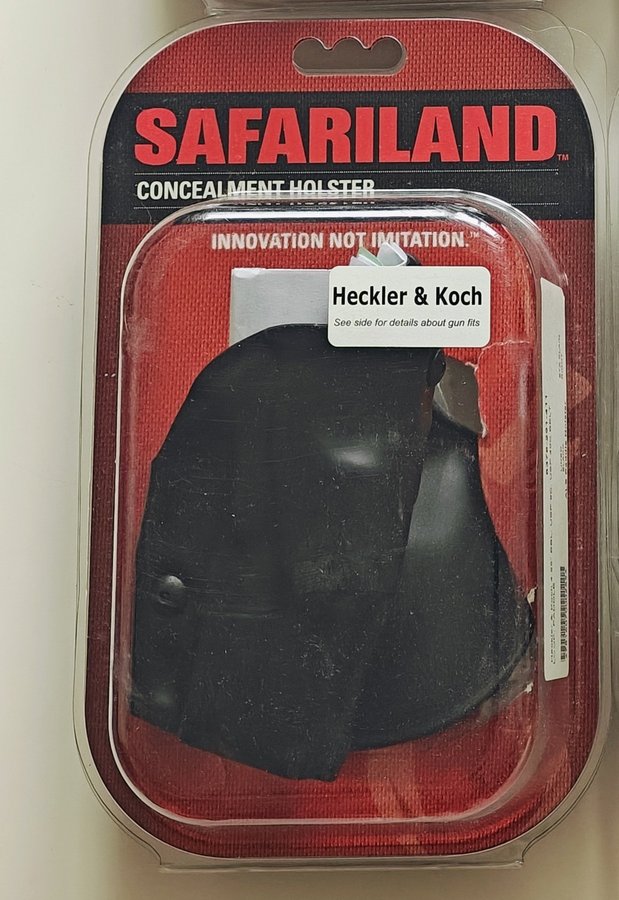 SAFARILAND™
CONCEALMENT HOLSTER
INNOVATION NOT IMITATION.™
Heckler & Koch
See side for details about gun fits